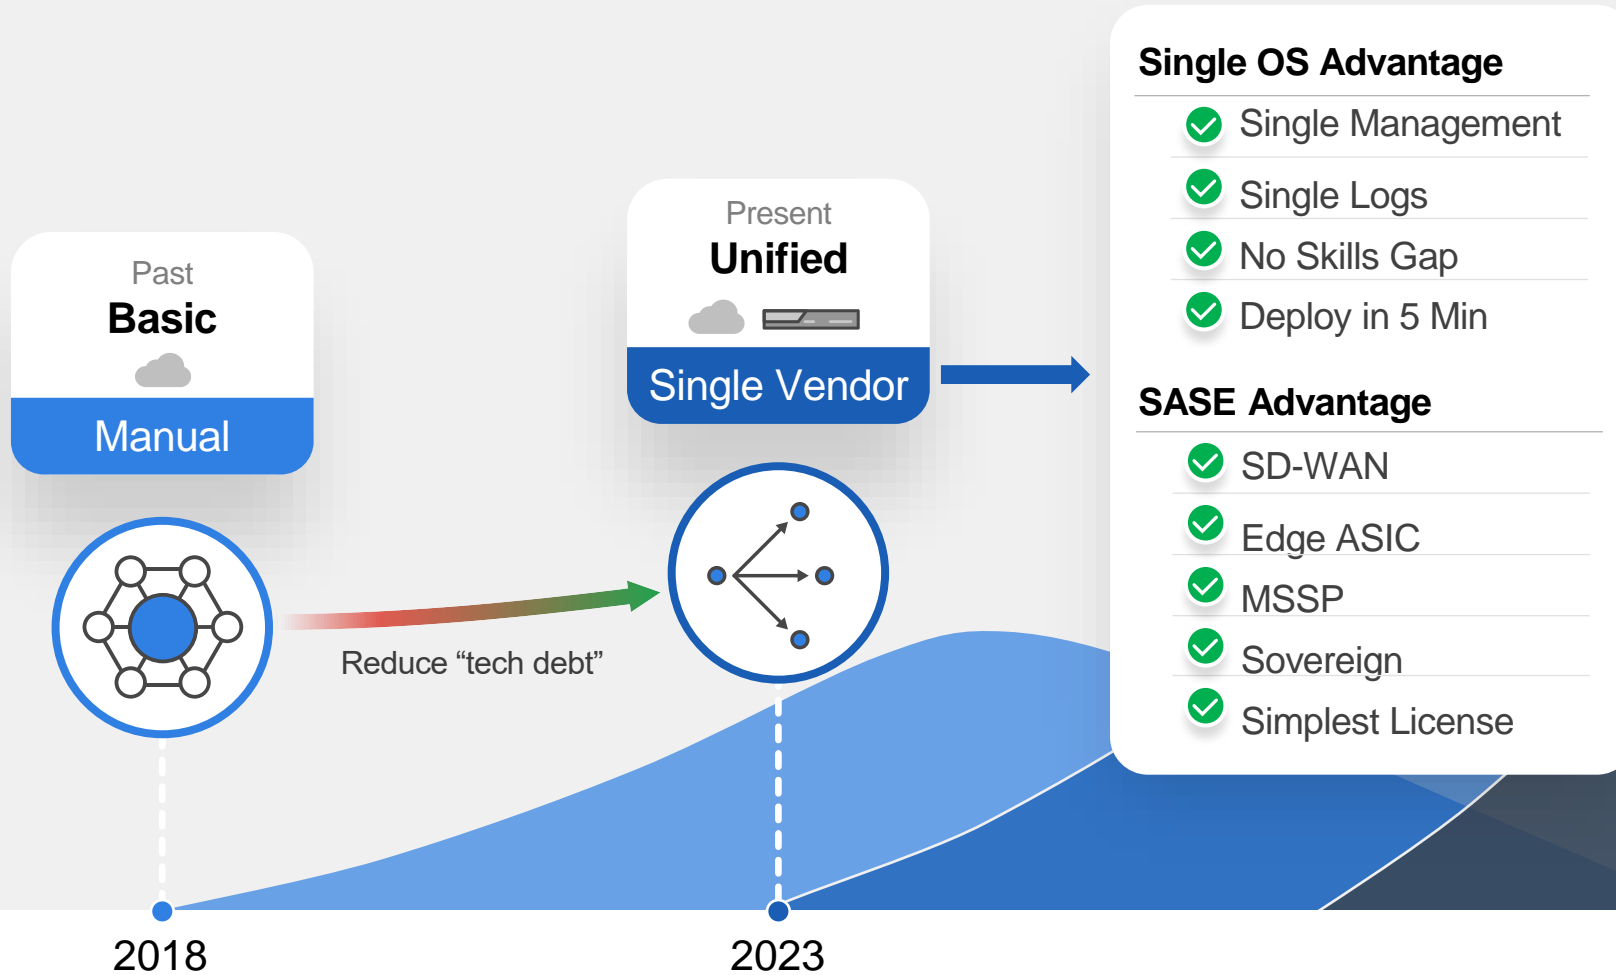 Past
Basic
Manual
Present
Unified
Single Vendor
Reduce “tech debt”
2018
2023
Single OS Advantage
Single Management
Single Logs
No Skills Gap
Deploy in 5 Min
SASE Advantage
SD-WAN
Edge ASIC
MSSP
Sovereign
Simplest License